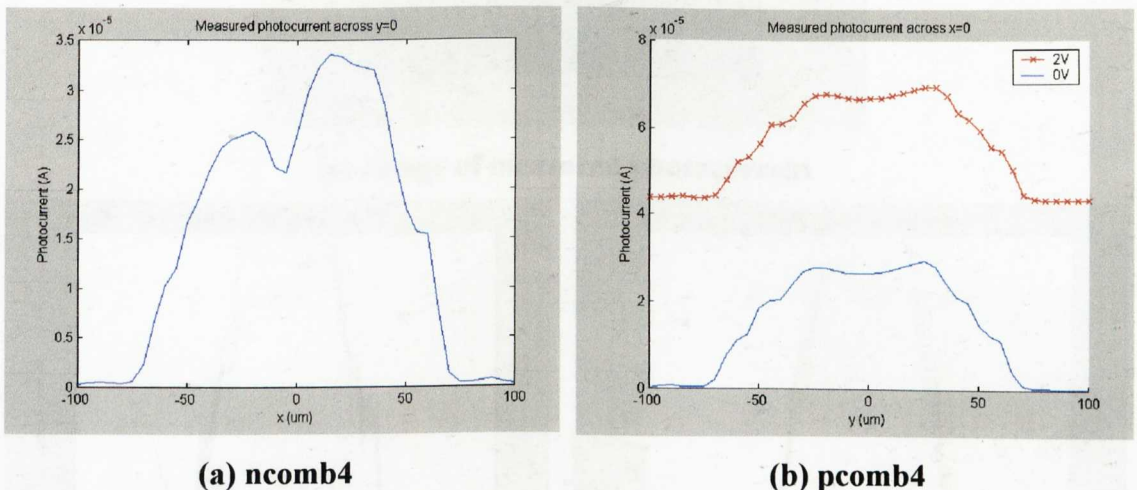 Measured photocurrent across y=0
x 10^-5
3.5
3
2.5
2
1.5
1
0.5
0
-100
-50
0
50
100
Photocurrent (A)
x (um)
(a) ncomb4
Measured photocurrent across x=0
x 10^-5
2V
0V
8
6
4
2
0
-100
-50
0
50
100
Photocurrent (A)
y (um)
(b) pcomb4